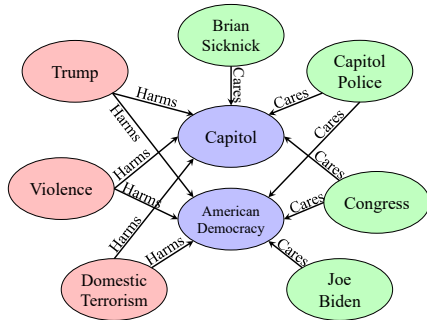 Brian
Sicknick
Trump
Capitol
Police
Harms
Cares
Cares
Harms
Cares
Capitol
Harms
Violence
Harms
Cares
Congress
American
Democracy
Harms
Harms
Cares
Domestic
Terrorism
Joe
Biden